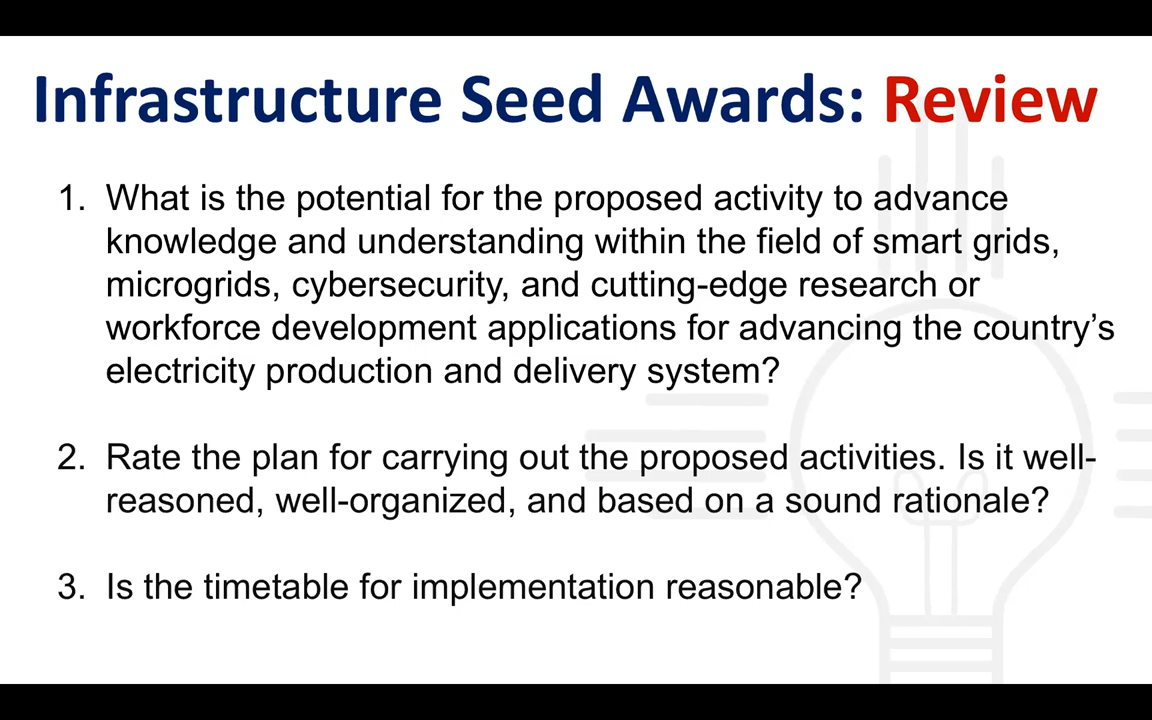 Infrastructure Seed Awards: Review
1. What is the potential for the proposed activity to advance
knowledge and understanding within the field of smart grids,
microgrids, cybersecurity, and cutting-edge research or
workforce development applications for advancing the country’s
electricity production and delivery system?
2. Rate the plan for carrying out the proposed activities. Is it well-
reasoned, well-organized, and based on a sound rationale?
3. Is the timetable for implementation reasonable?